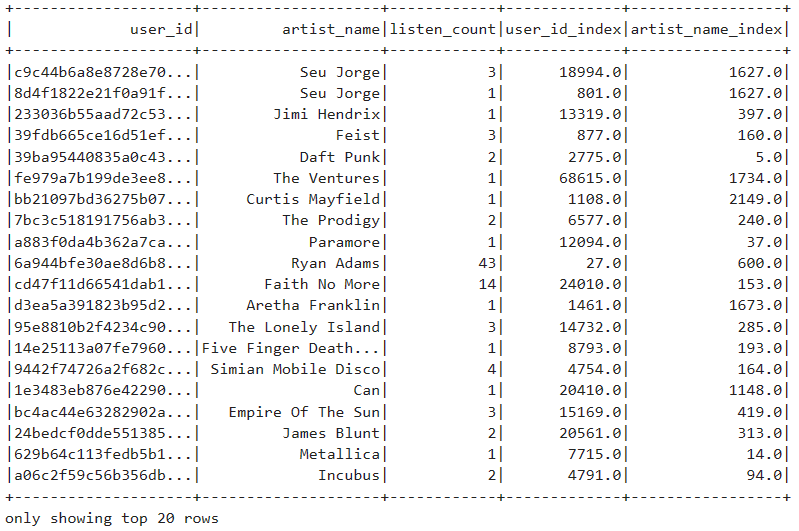 +--------------------+------------------+------------+-------------+-----------------+
|             user_id|       artist_name|listen_count|user_id_index|artist_name_index|
+--------------------+------------------+------------+-------------+-----------------+
|c9c44b6a8e8728e70...|         Seu Jorge|           3|      18994.0|           1627.0|
|8d4f1822e21f0a91f...|         Seu Jorge|           1|        801.0|           1627.0|
|233036b55aad72c53...|      Jimi Hendrix|           1|      13319.0|            397.0|
|39fdb665ce16d51ef...|             Feist|           3|        877.0|            160.0|
|39ba95440835a0c43...|         Daft Punk|           2|       2775.0|              5.0|
|fe979a7b199de3ee8...|      The Ventures|           1|      68615.0|           1734.0|
|bb21097bd36275b07...|   Curtis Mayfield|           1|       1108.0|           2149.0|
|7bc3c518191756ab3...|       The Prodigy|           2|       6577.0|            240.0|
|a883f0da4b362a7ca...|          Paramore|           1|      12094.0|             37.0|
|6a944bfe30ae8d6b8...|        Ryan Adams|          43|         27.0|            600.0|
|cd47f11d66541dab1...|     Faith No More|          14|      24010.0|            153.0|
|d3ea5a391823b95d2...|   Aretha Franklin|           1|       1461.0|           1673.0|
|95e8810b2f4234c90...|  The Lonely Island|           3|      14732.0|            285.0|
|14e25113a07fe7960...|Five Finger Death...|           1|       8793.0|            193.0|
|9442f74726a2f682c...| Simian Mobile Disco|           4|       4754.0|            164.0|
|1e3483eb876e42290...|               Can|           1|      20410.0|           1148.0|
|bc4ac44e63282902a...|  Empire Of The Sun|           3|      15169.0|            419.0|
|24bedcf0dde551385...|       James Blunt|           2|      20561.0|            313.0|
|629b64c113fedb5b1...|         Metallica|           1|       7715.0|             14.0|
|a06c2f59c56b356db...|           Incubus|           2|       4791.0|             94.0|
+--------------------+------------------+------------+-------------+-----------------+
only showing top 20 rows